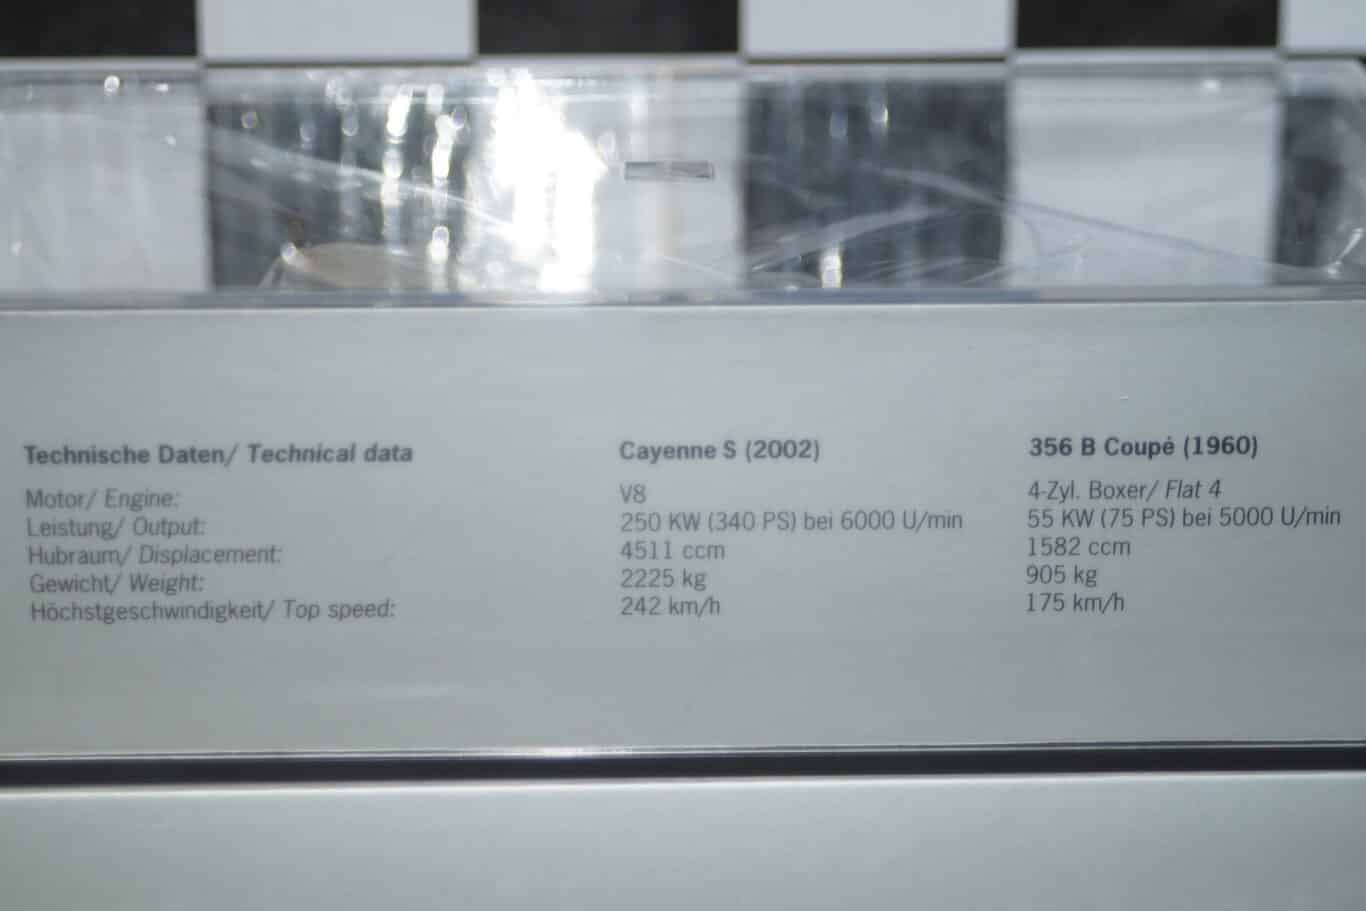 Technische Daten/ Technical data Cayenne S (2002) 356 B Coupé (1960)
Motor/ Engine: V8 4-Zyl. Boxer/ Flat 4
Leistung/ Output: 250 KW (340 PS) bei 6000 U/min 55 KW (75 PS) bei 5000 U/min
Hubraum/ Displacement: 4511 ccm 1582 ccm
Gewicht/ Weight: 2225 kg 905 kg
Höchstgeschwindigkeit/ Top speed: 242 km/h 175 km/h